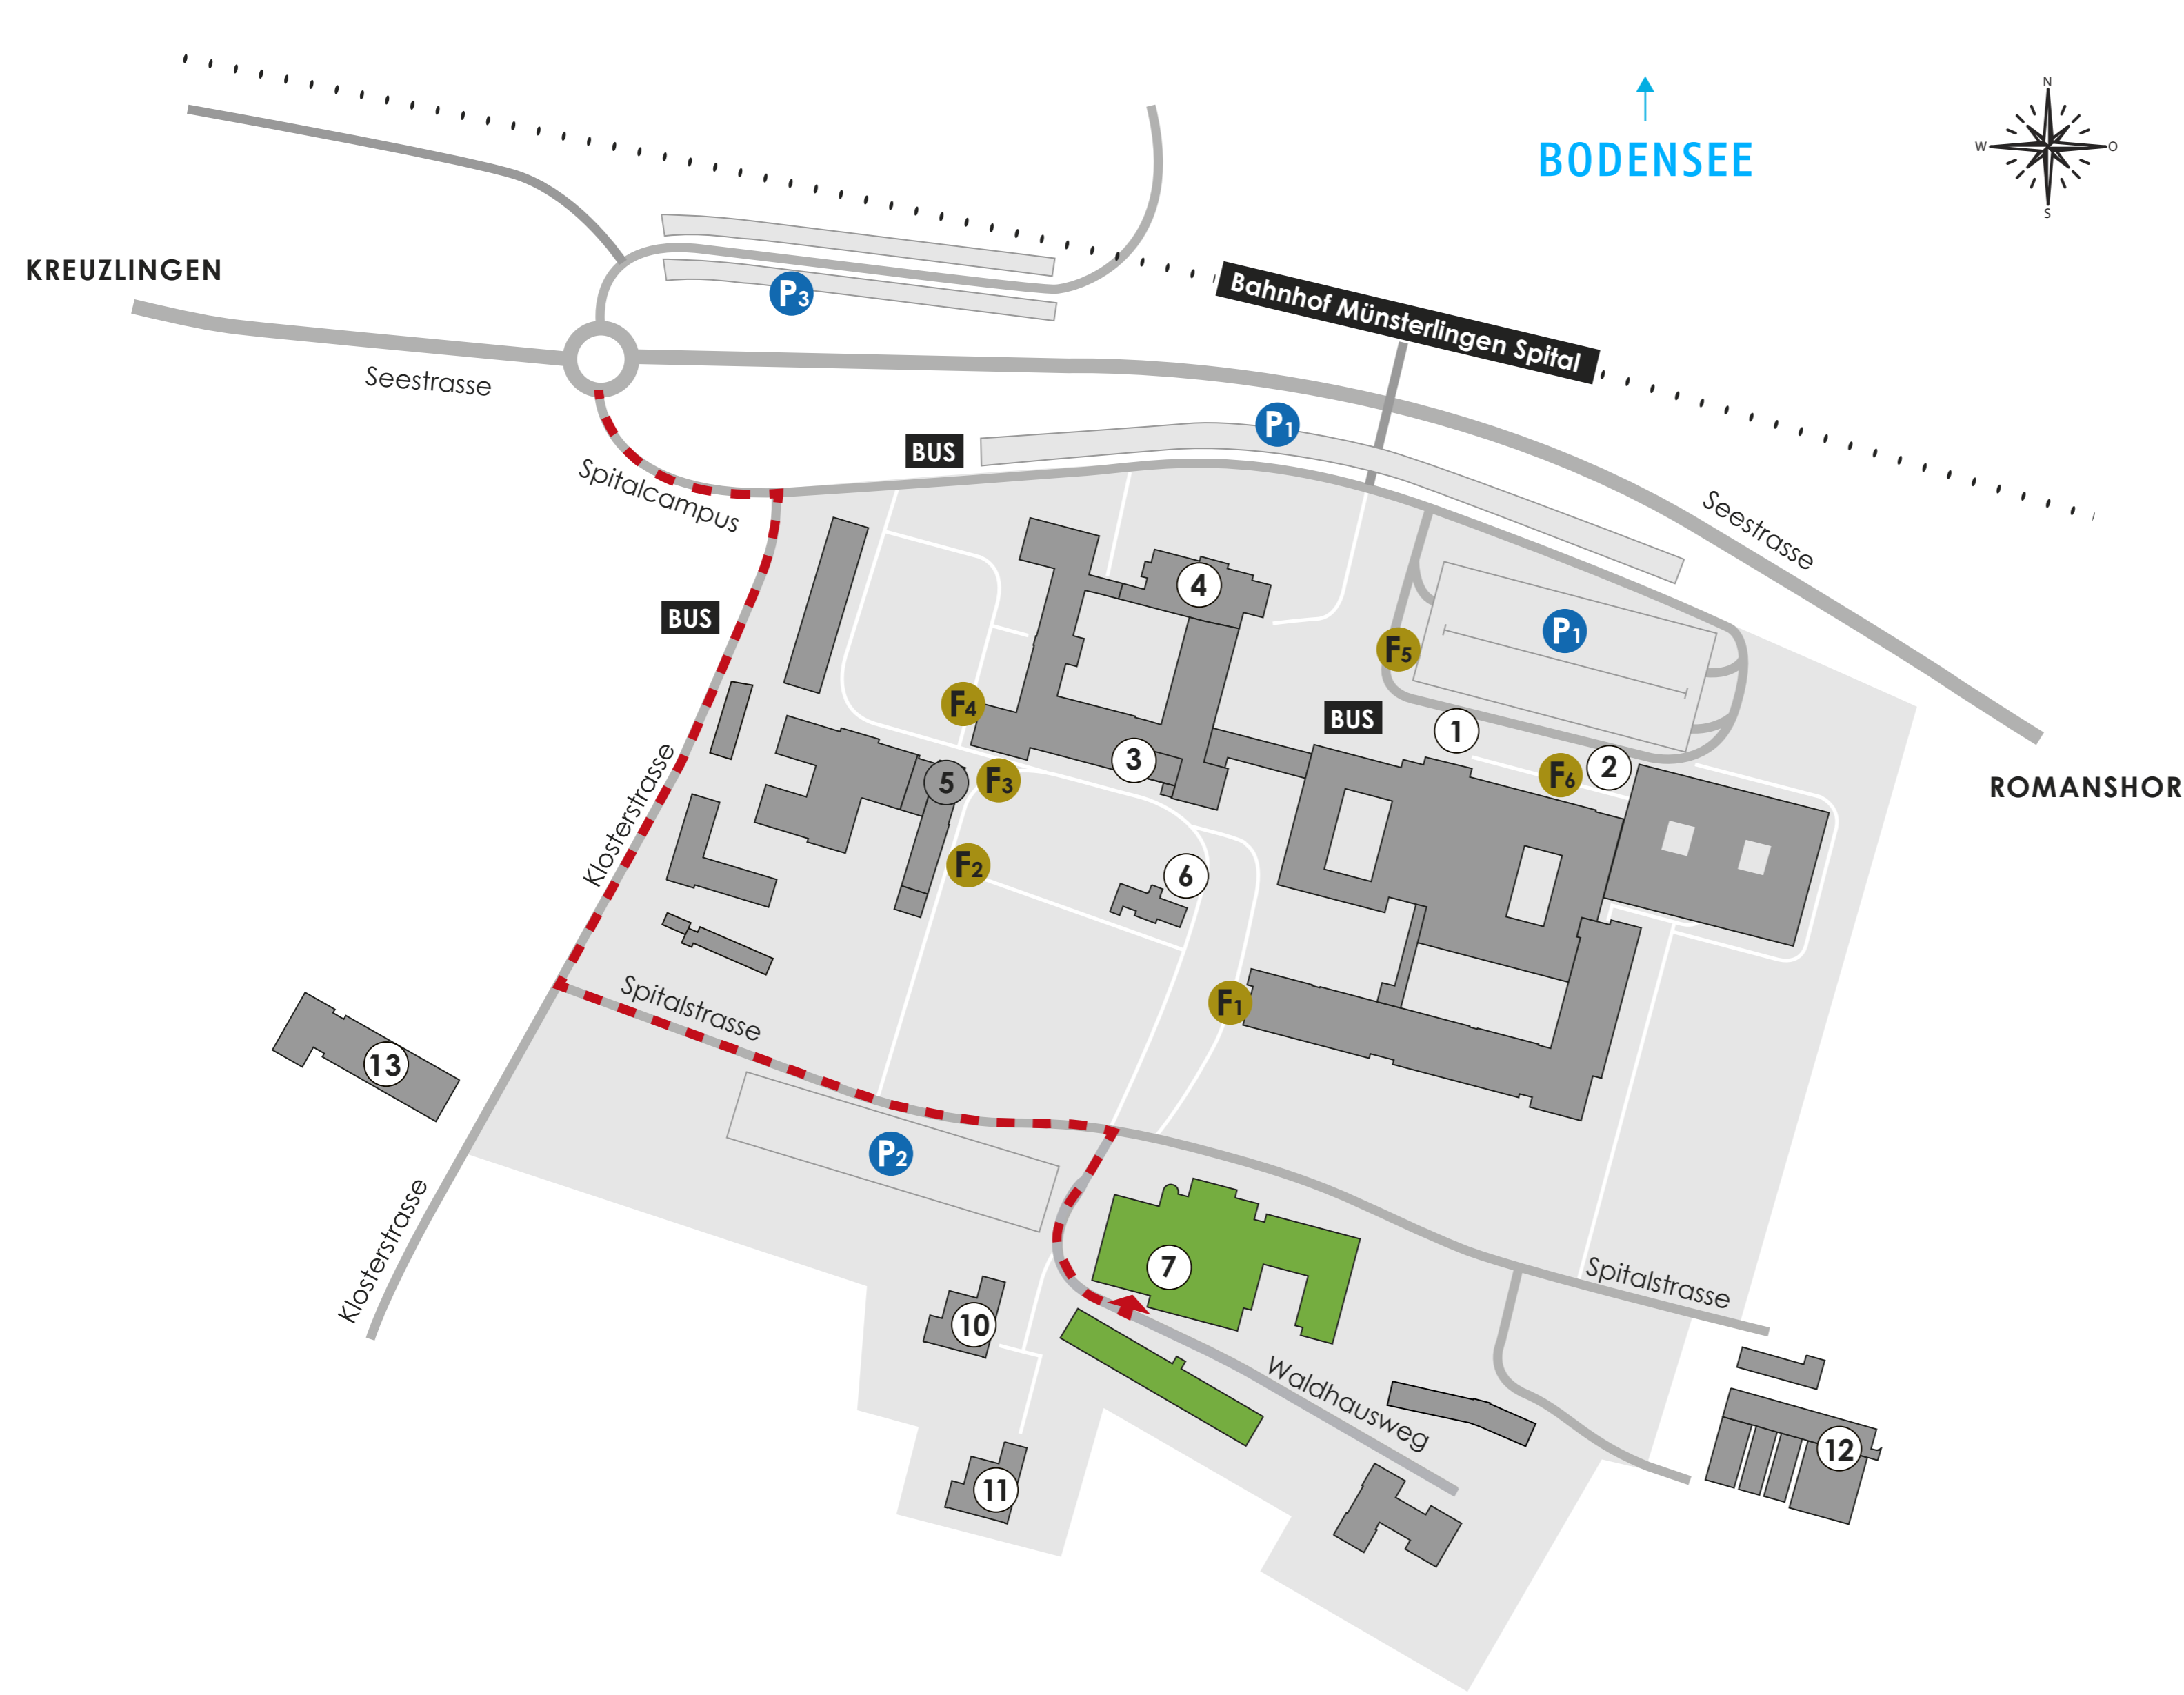 N
W
O
S
BODENSEE
KREUZLINGEN
P3
Bahnhof Münsterlingen Spital
Seestrasse
P1
BUS
Spitalcampus
Seestrasse
4
BUS
P1
F5
F4
BUS
1
3
2
F6
5
F3
ROMANSHOR
Klosterstrasse
F2
6
F1
Spitalstrasse
13
P2
Klosterstrasse
7
Spitalstrasse
10
Waldhausweg
12
11